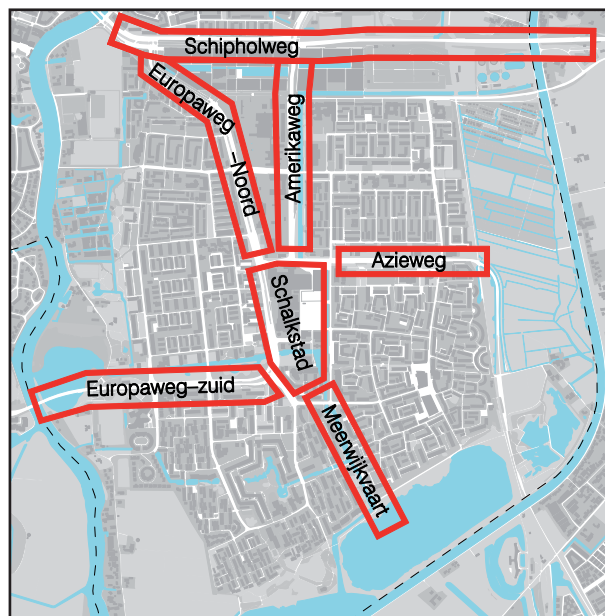 Schipholweg
Europaweg
–Noord
Amerikaweg
Azieweg
Schalkstad
Europaweg–zuid
Meerwijkvaart